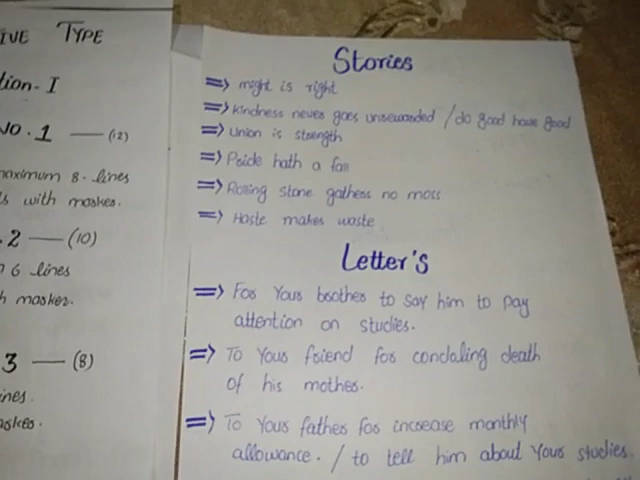 IVE TYPE
tion-I
No.1 — (12)
maximum 8. lines
s with marker.
.2 — (10)
6 lines
h marker.
3 — (8)
ines.
arker.
Stories
⇒ might is right
⇒ Kindness never goes unrewarded / do good have good
⇒ Union is strength
⇒ Pride hath a fall
⇒ Rolling stone gathers no moss
⇒ Haste makes waste
Letter's
⇒ For Your brother to say him to pay
attention on studies.
⇒ To Your friend for condoling death
of his mother.
⇒ To Your father for increase monthly
allowance. / to tell him about Your studies.